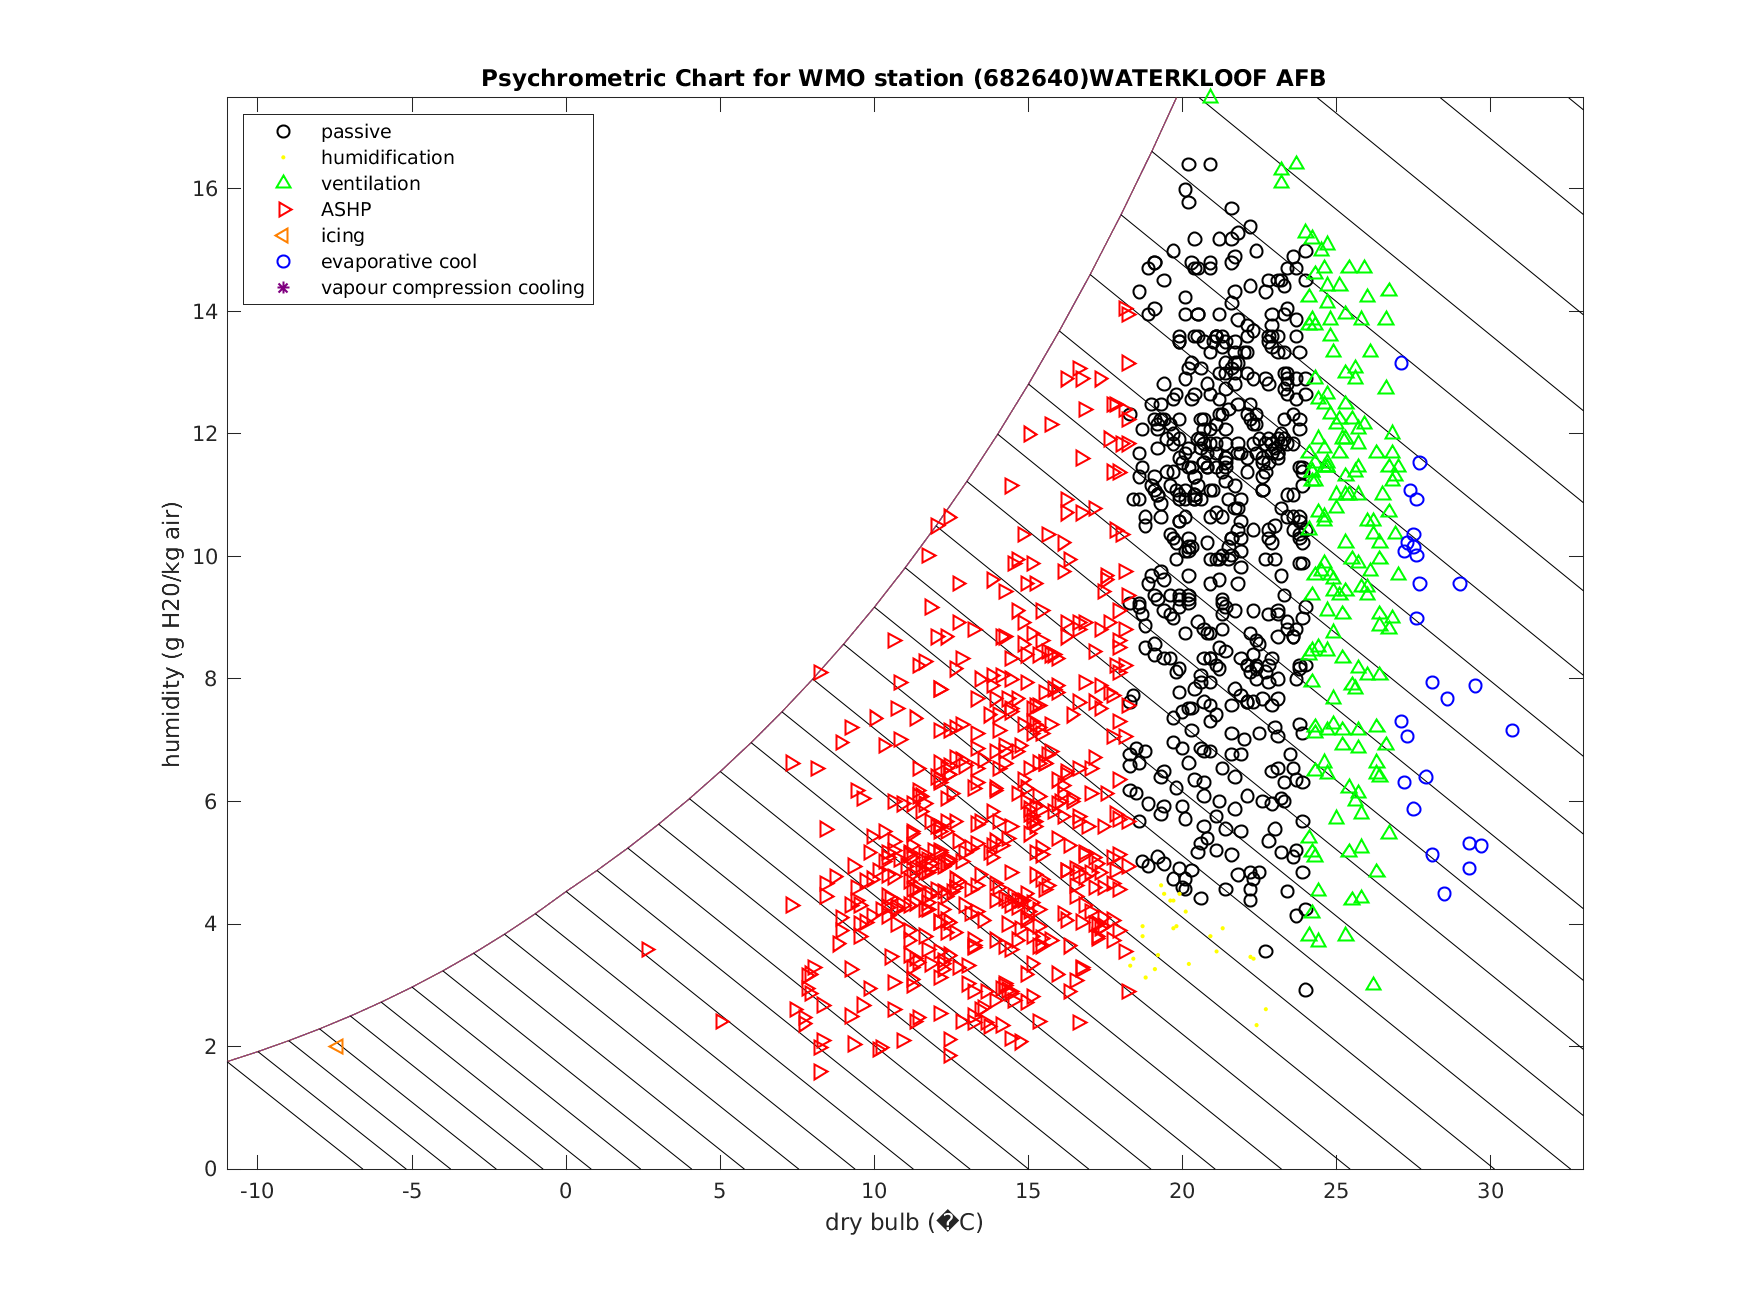 Psychrometric Chart for WMO station (682640)WATERKLOOF AFB
passive
humidification
ventilation
ASHP
icing
evaporative cool
vapour compression cooling
humidity (g H20/kg air)
16
14
12
10
8
6
4
2
0
-10 -5 0 5 10 15 20 25 30
dry bulb (�C)